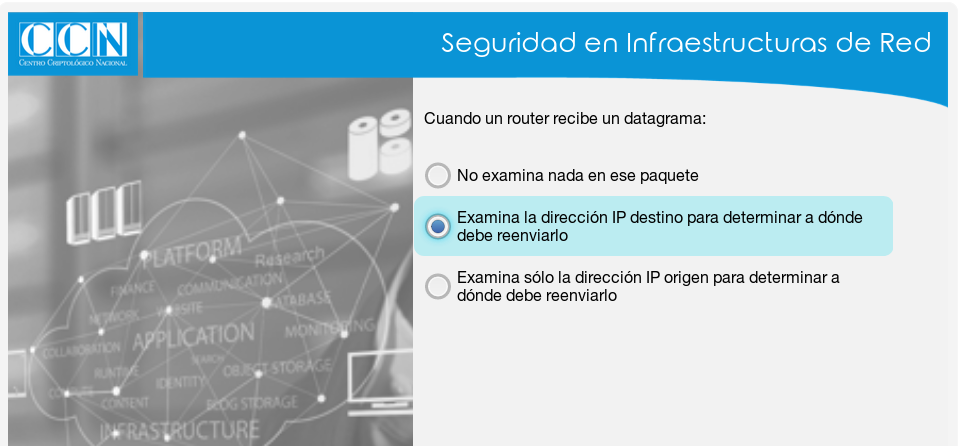 CCN
CENTRO CRIPTOLÓGICO NACIONAL
Seguridad en Infraestructuras de Red
Cuando un router recibe un datagrama:
No examina nada en ese paquete
Examina la dirección IP destino para determinar a dónde
debe reenviarlo
Examina sólo la dirección IP origen para determinar a
dónde debe reenviarlo
PLATFORM
Research
FINANCE
COMMUNICATION
NETWORK
WEBSITE
DATABASE
APPLICATION
MONITORING
COLLABORATION
SEARCH
RUNTIME
IDENTITY
OBJECT STORAGE
COMPUTE
CONTENT
BLOG STORAGE
INFRASTRUCTURE